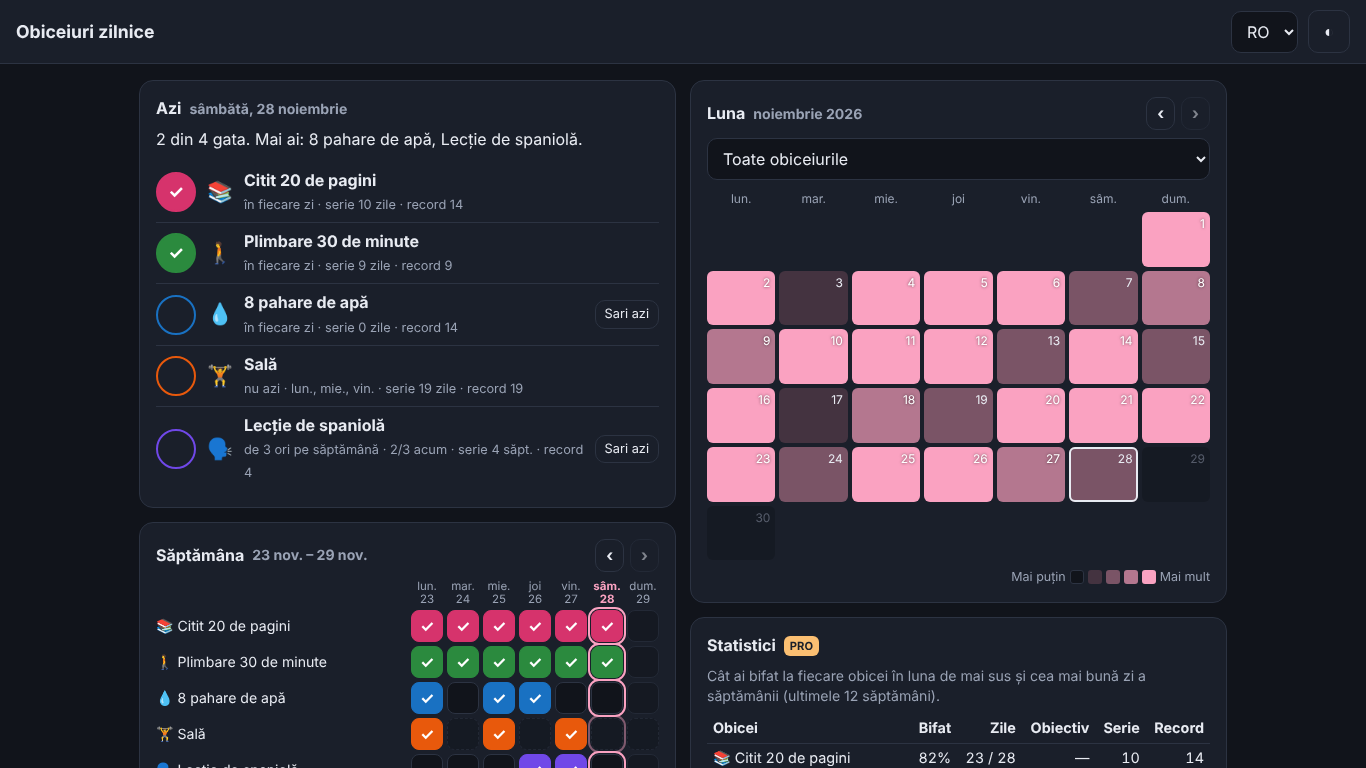 Obiceiuri zilnice
RO
Azi sâmbătă, 28 noiembrie
2 din 4 gata. Mai ai: 8 pahare de apă, Lecție de spaniolă.
Citit 20 de pagini
în fiecare zi · serie 10 zile · record 14
Plimbare 30 de minute
în fiecare zi · serie 9 zile · record 9
8 pahare de apă
în fiecare zi · serie 0 zile · record 14
Sari azi
Sală
nu azi · lun., mie., vin. · serie 19 zile · record 19
Lecție de spaniolă
de 3 ori pe săptămână · 2/3 acum · serie 4 săpt. · record
4
Sari azi
Săptămâna 23 nov. – 29 nov.
lun. mar. mie. joi vin. sâm. dum.
23 24 25 26 27 28 29
Citit 20 de pagini
Plimbare 30 de minute
8 pahare de apă
Sală
Luna noiembrie 2026
Toate obiceiurile
lun. mar. mie. joi vin. sâm. dum.
1
2 3 4 5 6 7 8
9 10 11 12 13 14 15
16 17 18 19 20 21 22
23 24 25 26 27 28 29
30
Mai puțin Mai mult
Statistici PRO
Cât ai bifat la fiecare obicei în luna de mai sus și cea mai bună zi a
săptămânii (ultimele 12 săptămâni).
Obicei Bifat Zile Obiectiv Serie Record
Citit 20 de pagini 82% 23 / 28 — 10 14